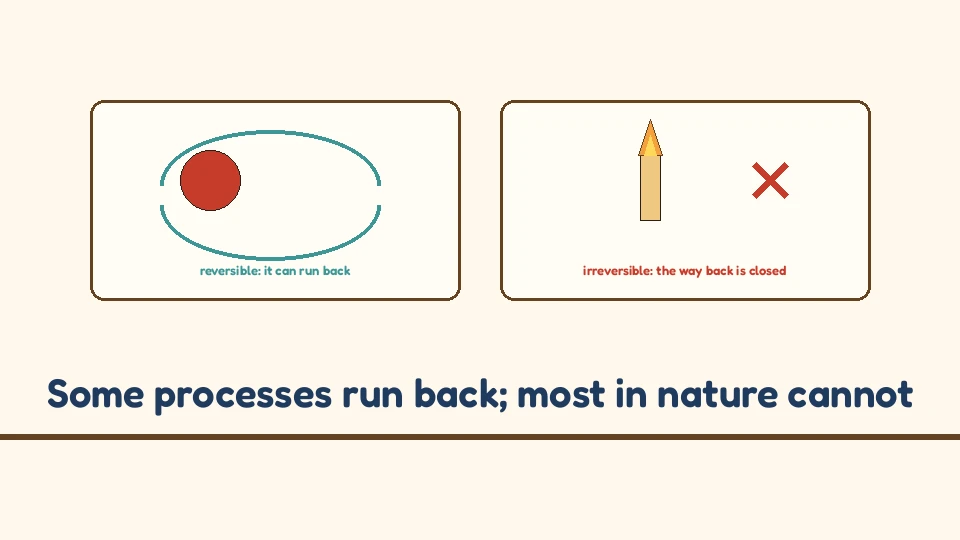 reversible: it can run back
irreversible: the way back is closed
Some processes run back; most in nature cannot